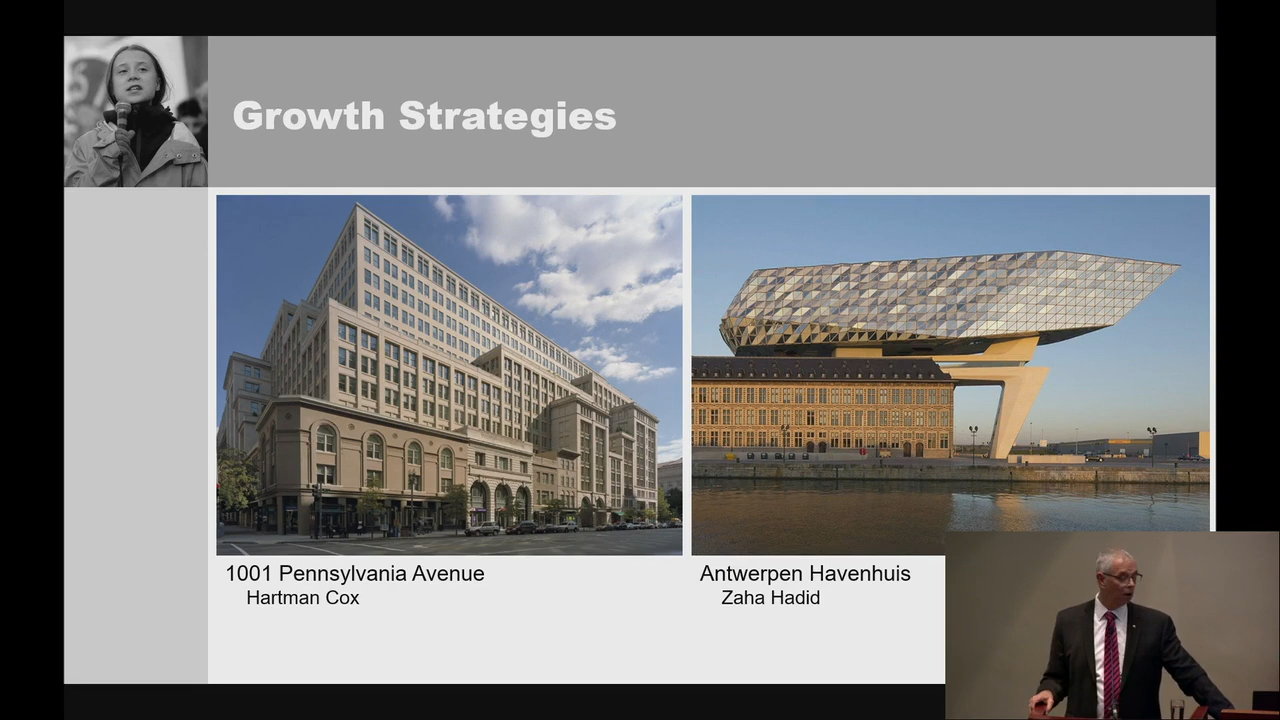 Growth Strategies
1001 Pennsylvania Avenue
Hartman Cox
Antwerpen Havenhuis
Zaha Hadid